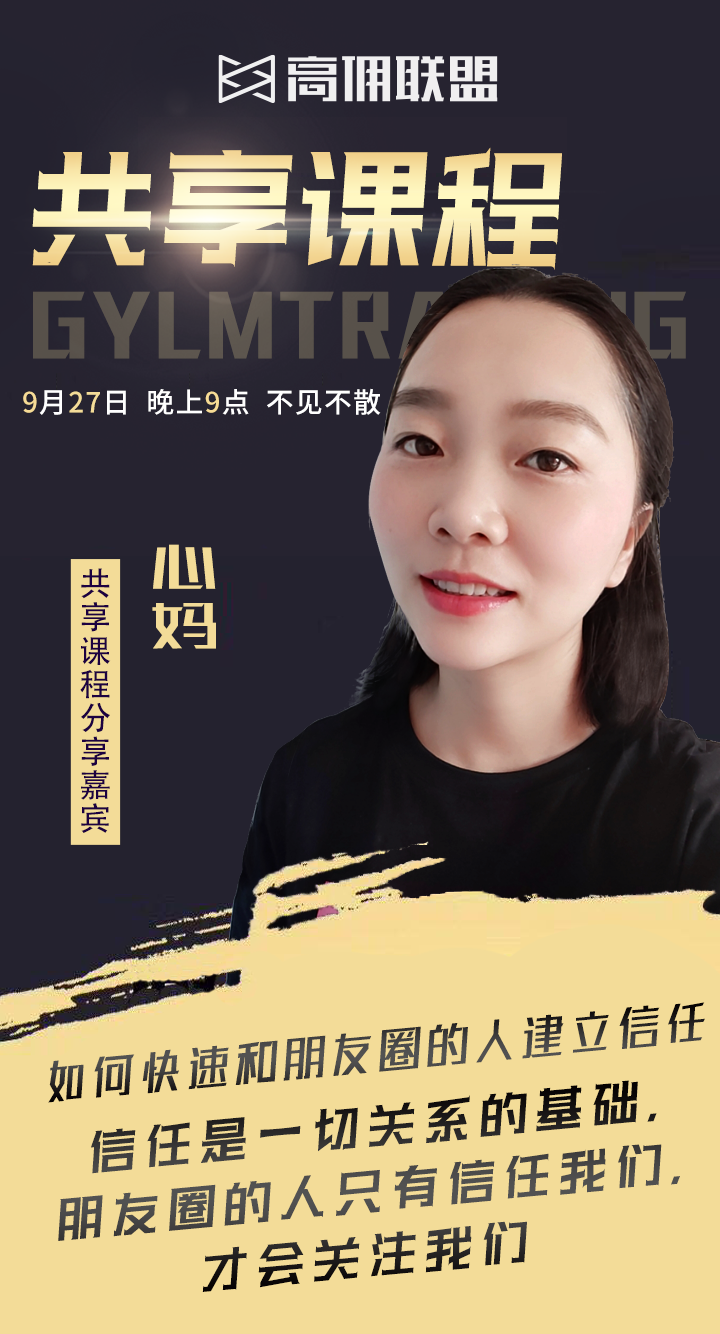 高佣联盟
共享课程
GYLMTRA
9月27日 晚上9点 不见不散
心妈
共享课程分享嘉宾
如何快速和朋友圈的人建立信任
信任是一切关系的基础，
朋友圈的人只有信任我们，
才会关注我们